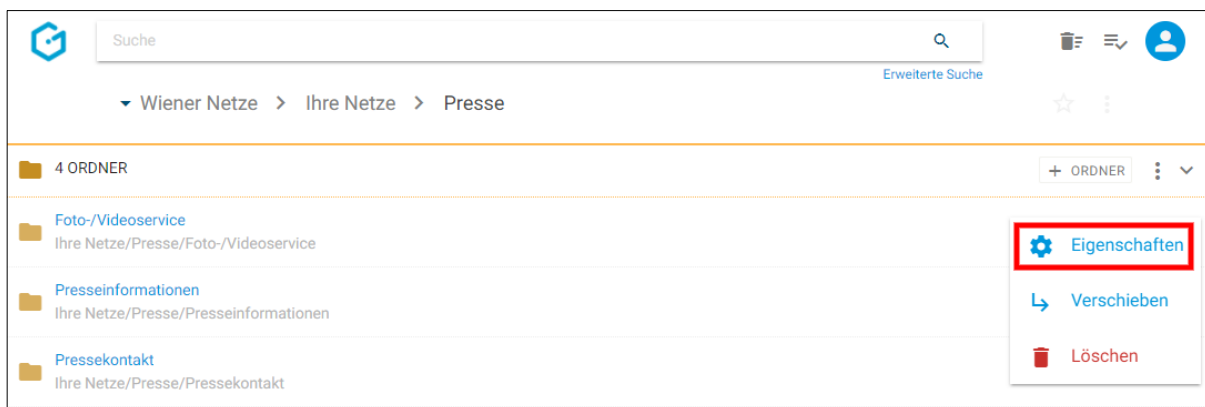 Suche
Erweiterte Suche
Wiener Netze > Ihre Netze > Presse
4 ORDNER
+ ORDNER
Foto-/Videoservice
Ihre Netze/Presse/Foto-/Videoservice
Eigenschaften
Presseinformationen
Ihre Netze/Presse/Presseinformationen
Verschieben
Pressekontakt
Ihre Netze/Presse/Pressekontakt
Löschen